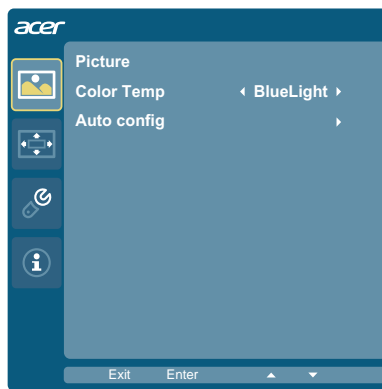 acer
Picture
Color Temp BlueLight
Auto config
Exit Enter